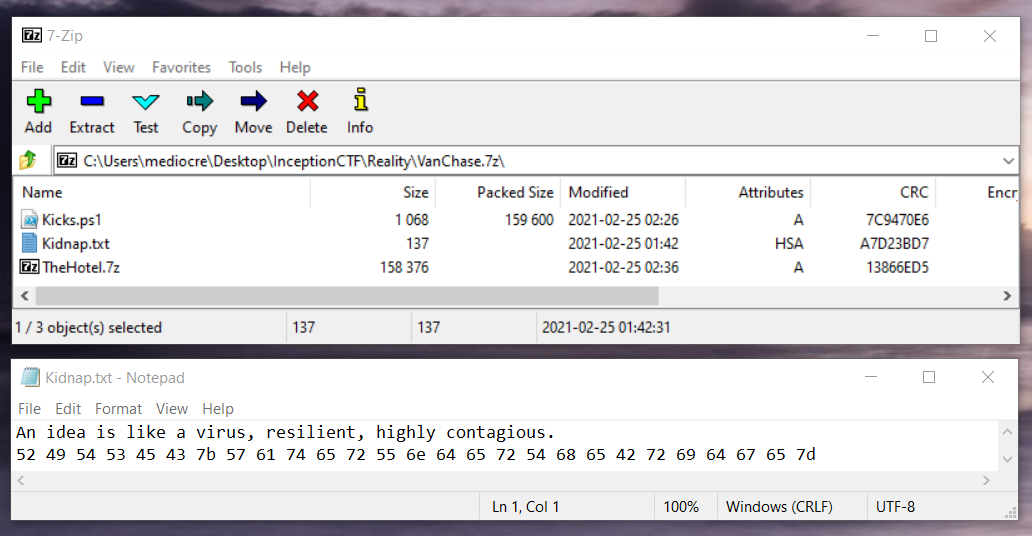 7z 7-Zip
File Edit View Favorites Tools Help
Add Extract Test Copy Move Delete Info
7z C:\Users\mediocre\Desktop\InceptionCTF\Reality\VanChase.7z\
Name Size Packed Size Modified Attributes CRC Encr
Kicks.ps1 1 068 159 600 2021-02-25 02:26 A 7C9470E6
Kidnap.txt 137 2021-02-25 01:42 HSA A7D23BD7
7z TheHotel.7z 158 376 2021-02-25 02:36 A 13866ED5
1 / 3 object(s) selected 137 137 2021-02-25 01:42:31
Kidnap.txt - Notepad
File Edit Format View Help
An idea is like a virus, resilient, highly contagious.
52 49 54 53 45 43 7b 57 61 74 65 72 55 6e 64 65 72 54 68 65 42 72 69 64 67 65 7d
Ln 1, Col 1 100% Windows (CRLF) UTF-8